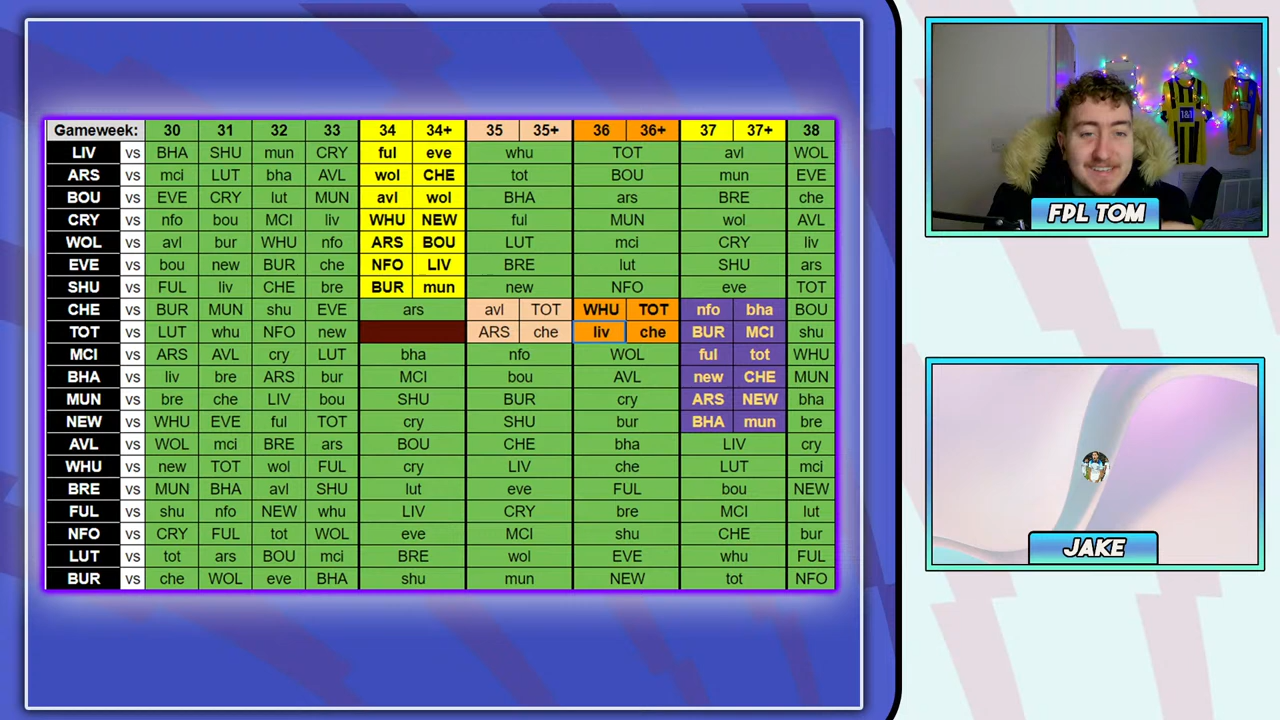 Gameweek: 30 31 32 33 34 34+ 35 35+ 36 36+ 37 37+ 38
LIV vs BHA SHU mun CRY ful eve whu TOT avl WOL
ARS vs mci LUT bha AVL wol CHE tot BOU mun EVE
BOU vs EVE CRY lut MUN avl wol BHA ars BRE che
CRY vs nfo bou MCI liv WHU NEW ful MUN wol AVL
WOL vs avl bur WHU nfo ARS BOU LUT mci CRY liv
EVE vs bou new BUR che NFO LIV BRE lut SHU ars
SHU vs FUL liv CHE bre BUR mun new NFO eve TOT
CHE vs BUR MUN shu EVE ars avl TOT WHU TOT nfo bha BOU
TOT vs LUT whu NFO new ARS che liv che BUR MCI shu
MCI vs ARS AVL cry LUT bha nfo WOL ful tot WHU
BHA vs liv bre ARS bur MCI bou AVL new CHE MUN
MUN vs bre che LIV bou SHU BUR cry ARS NEW bha
NEW vs WHU EVE ful TOT cry SHU bur BHA mun bre
AVL vs WOL mci BRE ars BOU CHE bha LIV cry
WHU vs new TOT wol FUL cry LIV che LUT mci
BRE vs MUN BHA avl SHU lut eve FUL bou NEW
FUL vs shu nfo NEW whu LIV CRY bre MCI lut
NFO vs CRY FUL tot WOL eve MCI shu CHE bur
LUT vs tot ars BOU mci BRE wol EVE whu FUL
BUR vs che WOL eve BHA shu mun NEW tot NFO
FPL TOM
JAKE